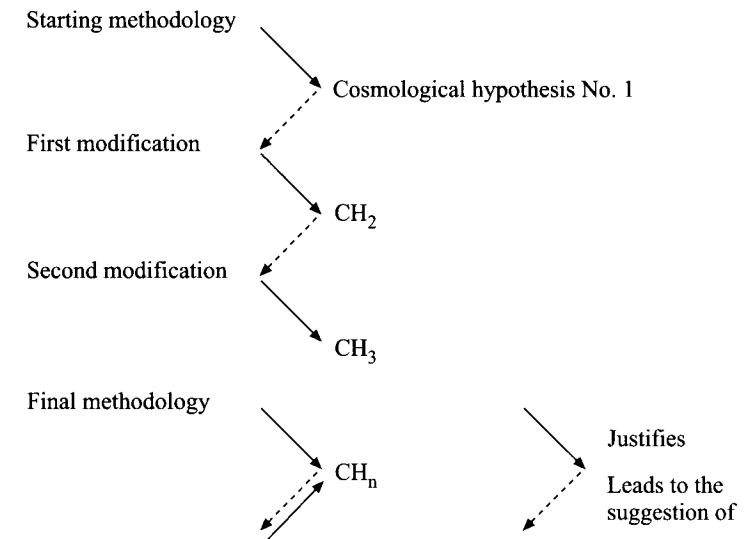 Starting methodology
Cosmological hypothesis No. 1
First modification
CH₂
Second modification
CH₃
Final methodology
Justifies
CHₙ
Leads to the
suggestion of